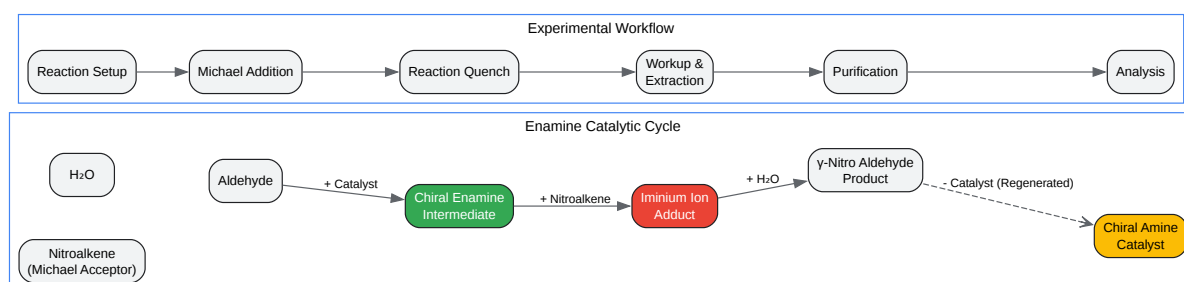 Experimental Workflow
Reaction Setup
Michael Addition
Reaction Quench
Workup &
Extraction
Purification
Analysis
Enamine Catalytic Cycle
H₂O
Aldehyde
+ Catalyst
Chiral Enamine
Intermediate
+ Nitroalkene
Iminium Ion
Adduct
+ H₂O
γ-Nitro Aldehyde
Product
- Catalyst (Regenerated)
Chiral Amine
Catalyst
Nitroalkene
(Michael Acceptor)